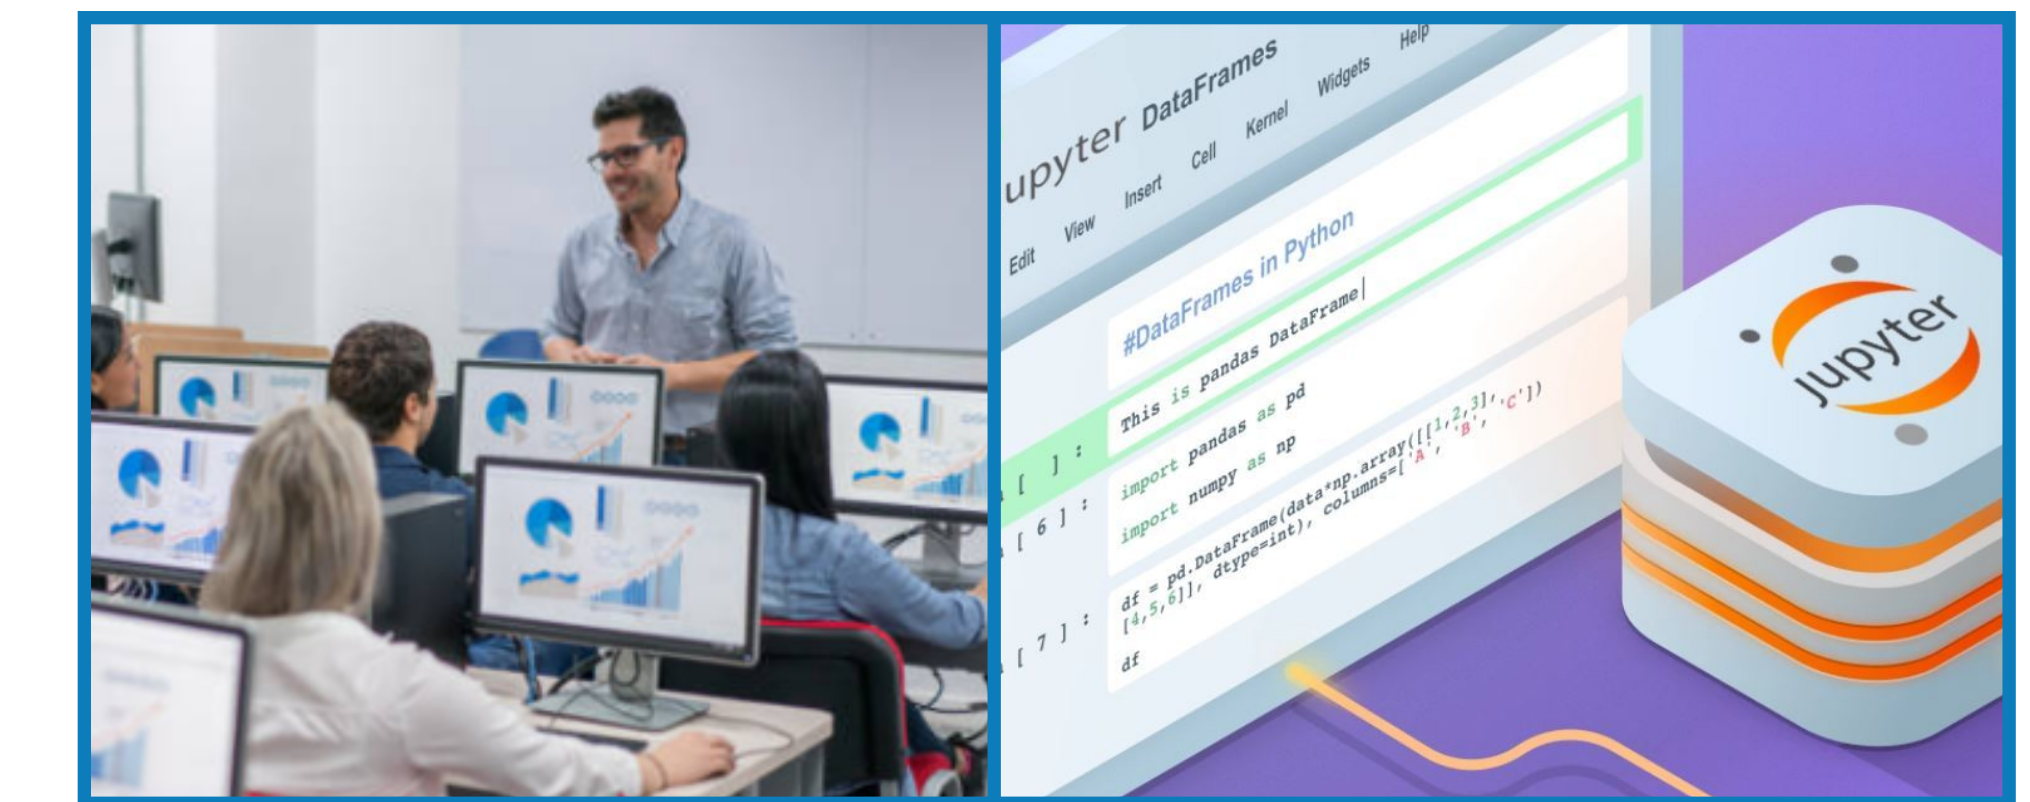 upyter DataFrames
Edit View Insert Cell Kernel Widgets Help
#DataFrames in Python
[ ] :
This is pandas DataFrame|
[ 6 ] :
import pandas as pd
import numpy as np
[ 7 ] :
df = pd.DataFrame(data*np.array([[1,2,3],
[4,5,6]], dtype=int), columns=['A', 'B', 'C'])
df
Jupyter